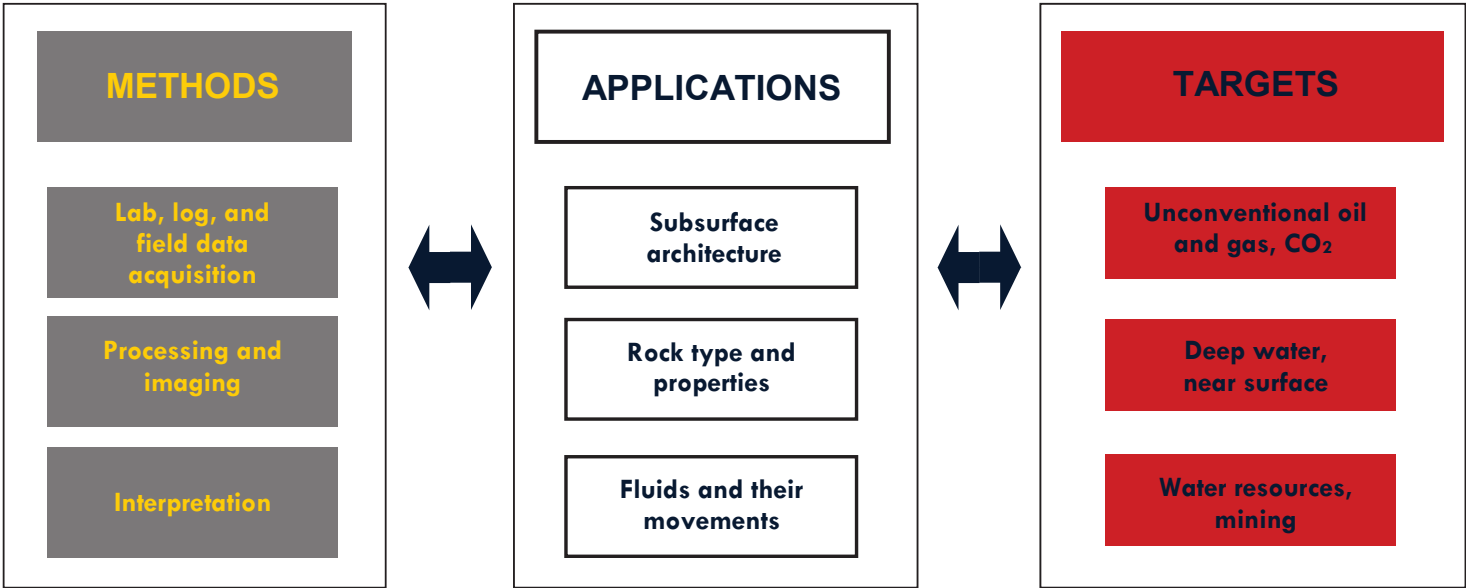 METHODS
Lab, log, and
field data
acquisition
Processing and
imaging
Interpretation
APPLICATIONS
Subsurface
architecture
Rock type and
properties
Fluids and their
movements
TARGETS
Unconventional oil
and gas, CO₂
Deep water,
near surface
Water resources,
mining